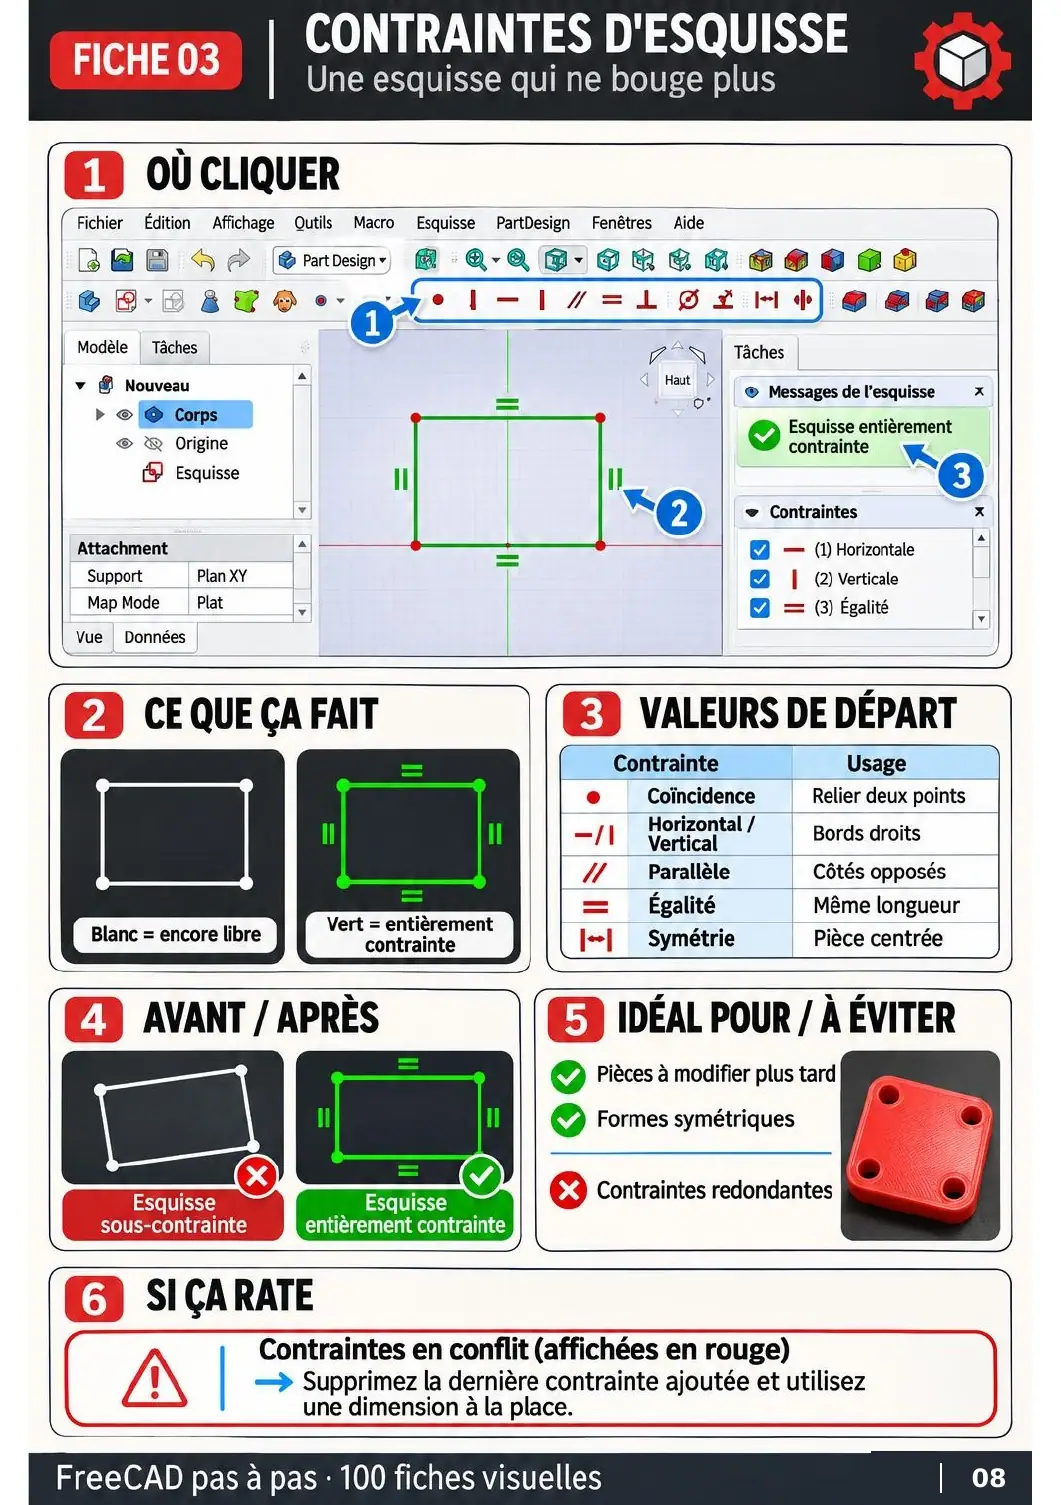 FICHE 03
CONTRAINTES D'ESQUISSE
Une esquisse qui ne bouge plus
1 OÙ CLIQUER
Fichier Édition Affichage Outils Macro Esquisse PartDesign Fenêtres Aide
Part Design
1
Modèle Tâches
Nouveau
Corps
Origine
Esquisse
Attachment
Support Plan XY
Map Mode Plat
Vue Données
Haut
2
Tâches
Messages de l'esquisse
Esquisse entièrement
contrainte
3
Contraintes
(1) Horizontale
(2) Verticale
(3) Égalité
2 CE QUE ÇA FAIT
Blanc = encore libre
Vert = entièrement
contrainte
3 VALEURS DE DÉPART
Contrainte Usage
Coïncidence Relier deux points
Horizontal /
Vertical Bords droits
Parallèle Côtés opposés
Égalité Même longueur
Symétrie Pièce centrée
4 AVANT / APRÈS
Esquisse
sous-contrainte
Esquisse
entièrement contrainte
5 IDÉAL POUR / À ÉVITER
Pièces à modifier plus tard
Formes symétriques
Contraintes redondantes
6 SI ÇA RATE
Contraintes en conflit (affichées en rouge)
→ Supprimez la dernière contrainte ajoutée et utilisez
une dimension à la place.
FreeCAD pas à pas · 100 fiches visuelles
08